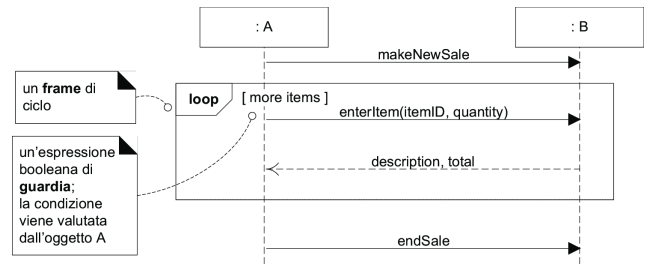 : A
: B
makeNewSale
un frame di
ciclo
loop
[ more items ]
enterItem(itemID, quantity)
un'espressione
booleana di
guardia;
la condizione
viene valutata
dall'oggetto A
description, total
endSale